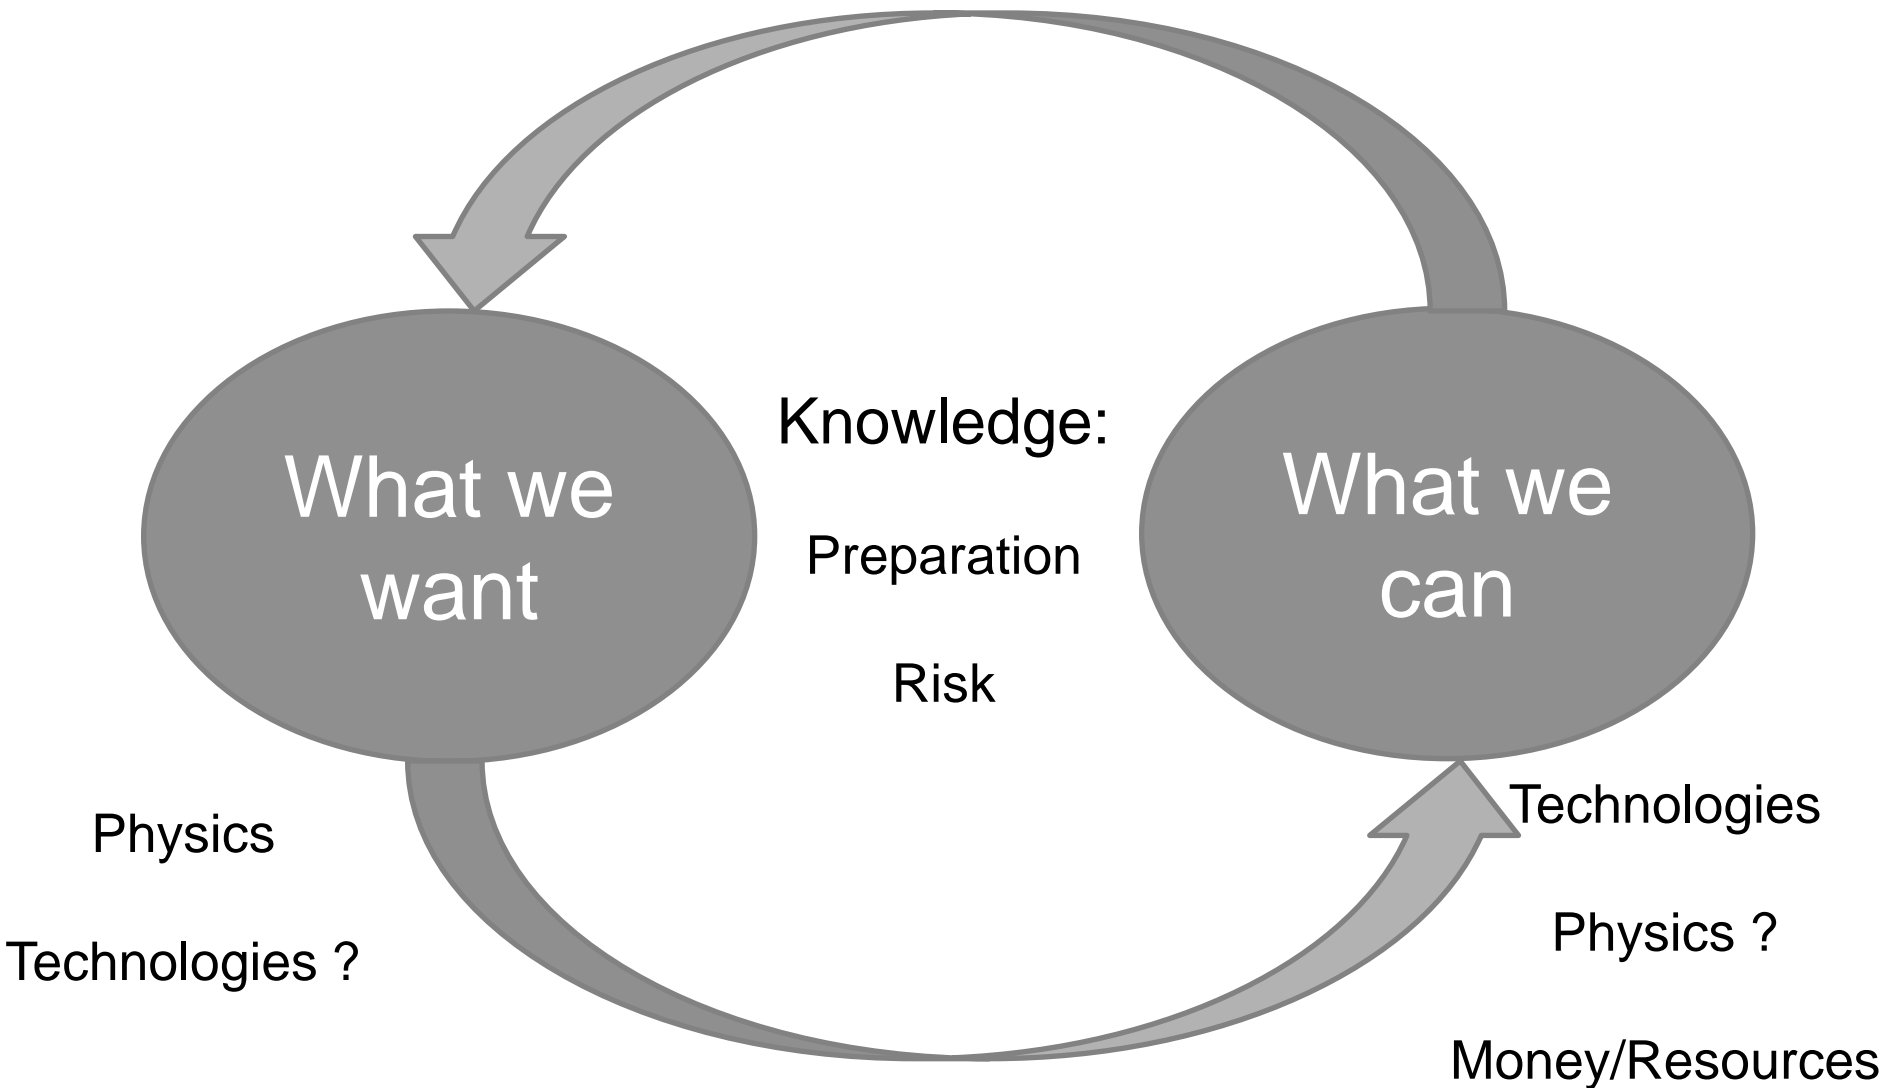 What we
want
Knowledge:
Preparation
Risk
What we
can
Physics
Technologies ?
Technologies
Physics ?
Money/Resources